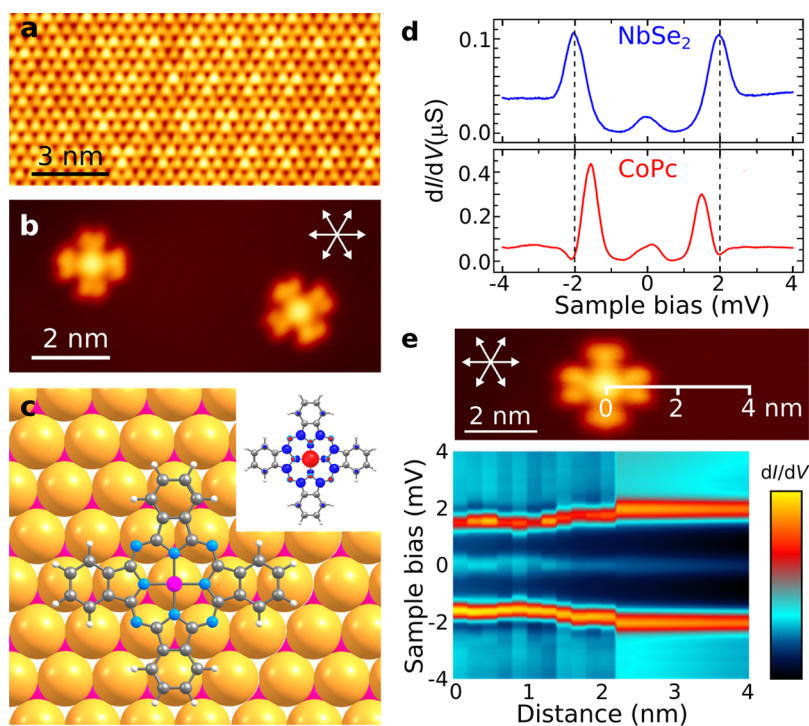 a
3 nm
b
2 nm
c
d
NbSe₂
0.1
0.0
dI/dV(µS)
CoPc
0.4
0.2
0.0
-4 -2 0 2 4
Sample bias (mV)
e
2 nm
0 2 4 nm
Sample bias (mV)
4
2
0
-2
-4
0 1 2 3 4
Distance (nm)
dI/dV